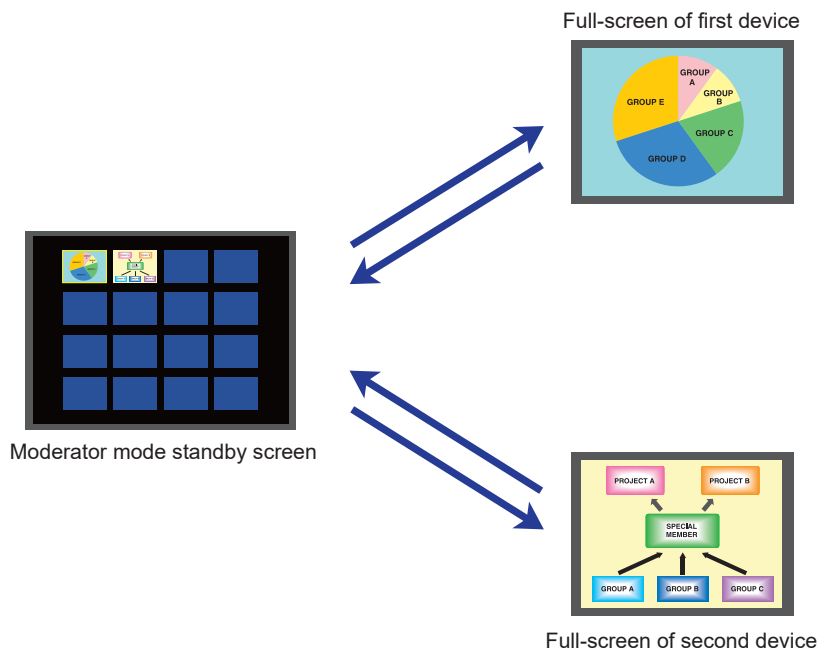 Full-screen of first device
GROUP
A
GROUP
B
GROUP E
GROUP C
GROUP D
Moderator mode standby screen
PROJECT A
PROJECT B
SPECIAL
MEMBER
GROUP A
GROUP B
GROUP C
Full-screen of second device